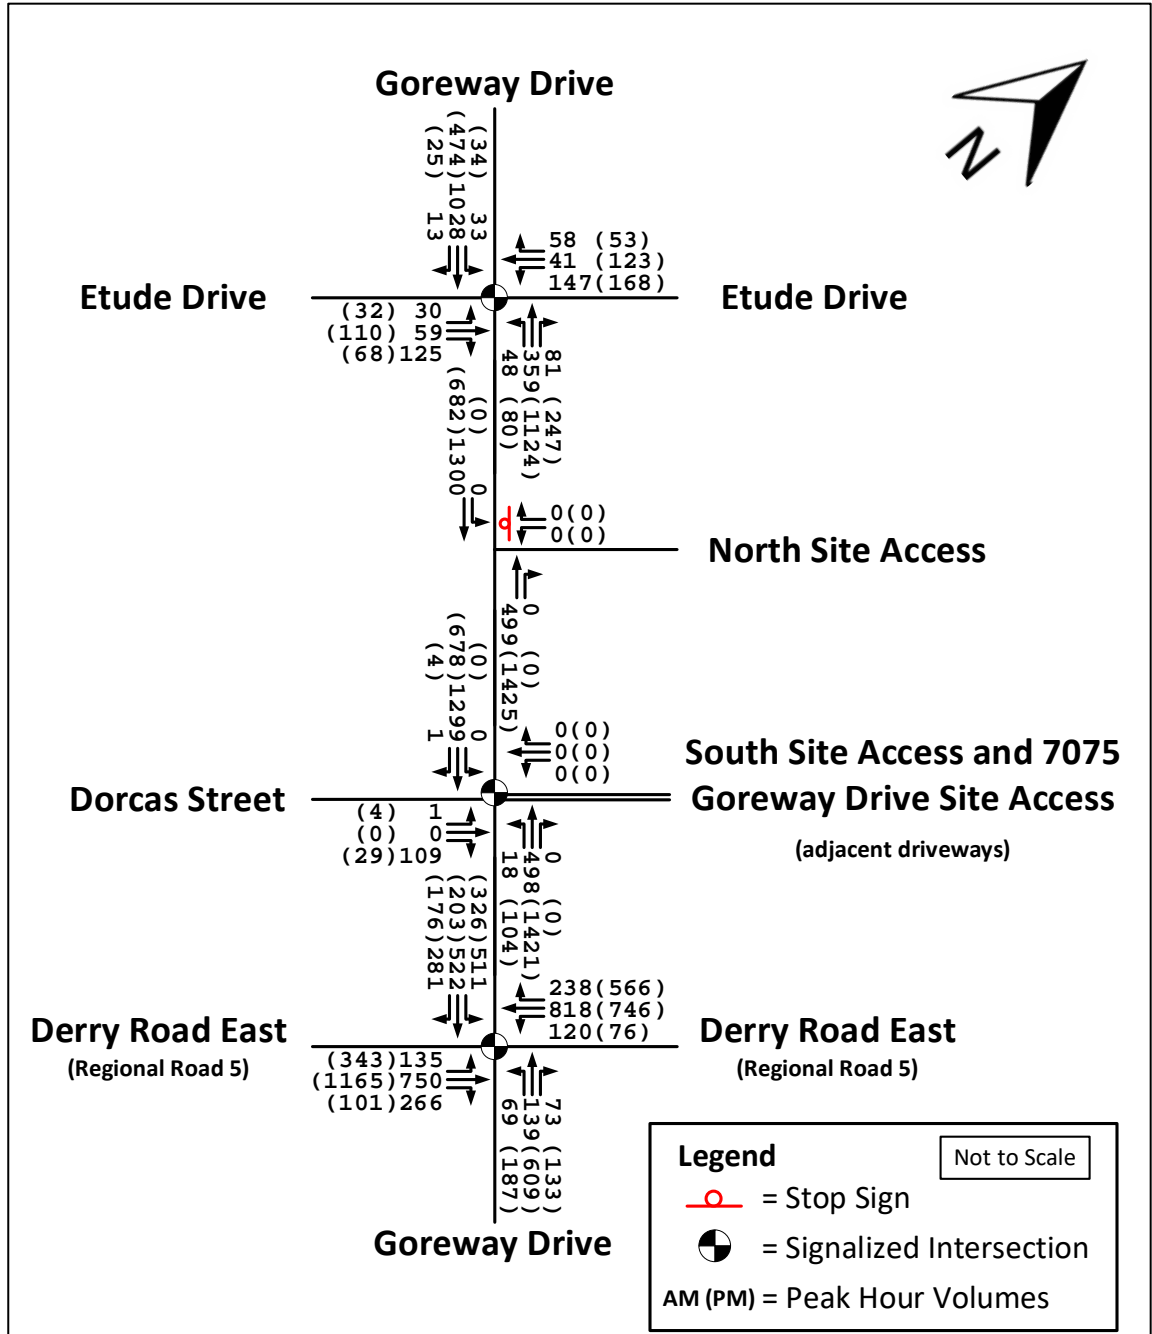 Goreway Drive
(34) 33
(474)1028
(25) 13
58 (53)
41 (123)
147(168)
Etude Drive
Etude Drive
(32) 30
(110) 59
(68)125
81 (247)
359(1124)
48 (80)
(0) 0
(682)1300
0(0)
0(0)
North Site Access
0 (0)
499(1425)
(0) 0
(678)1299
(4) 1
0(0)
0(0)
0(0)
South Site Access and 7075
Goreway Drive Site Access
(adjacent driveways)
Dorcas Street
(4) 1
(0) 0
(29)109
0 (0)
498(1421)
18 (104)
(326)511
(203)522
(176)281
238(566)
818(746)
120(76)
Derry Road East
(Regional Road 5)
Derry Road East
(Regional Road 5)
(343)135
(1165)750
(101)266
73 (133)
139(609)
69 (187)
Goreway Drive
N
Legend
Not to Scale
= Stop Sign
= Signalized Intersection
AM (PM) = Peak Hour Volumes